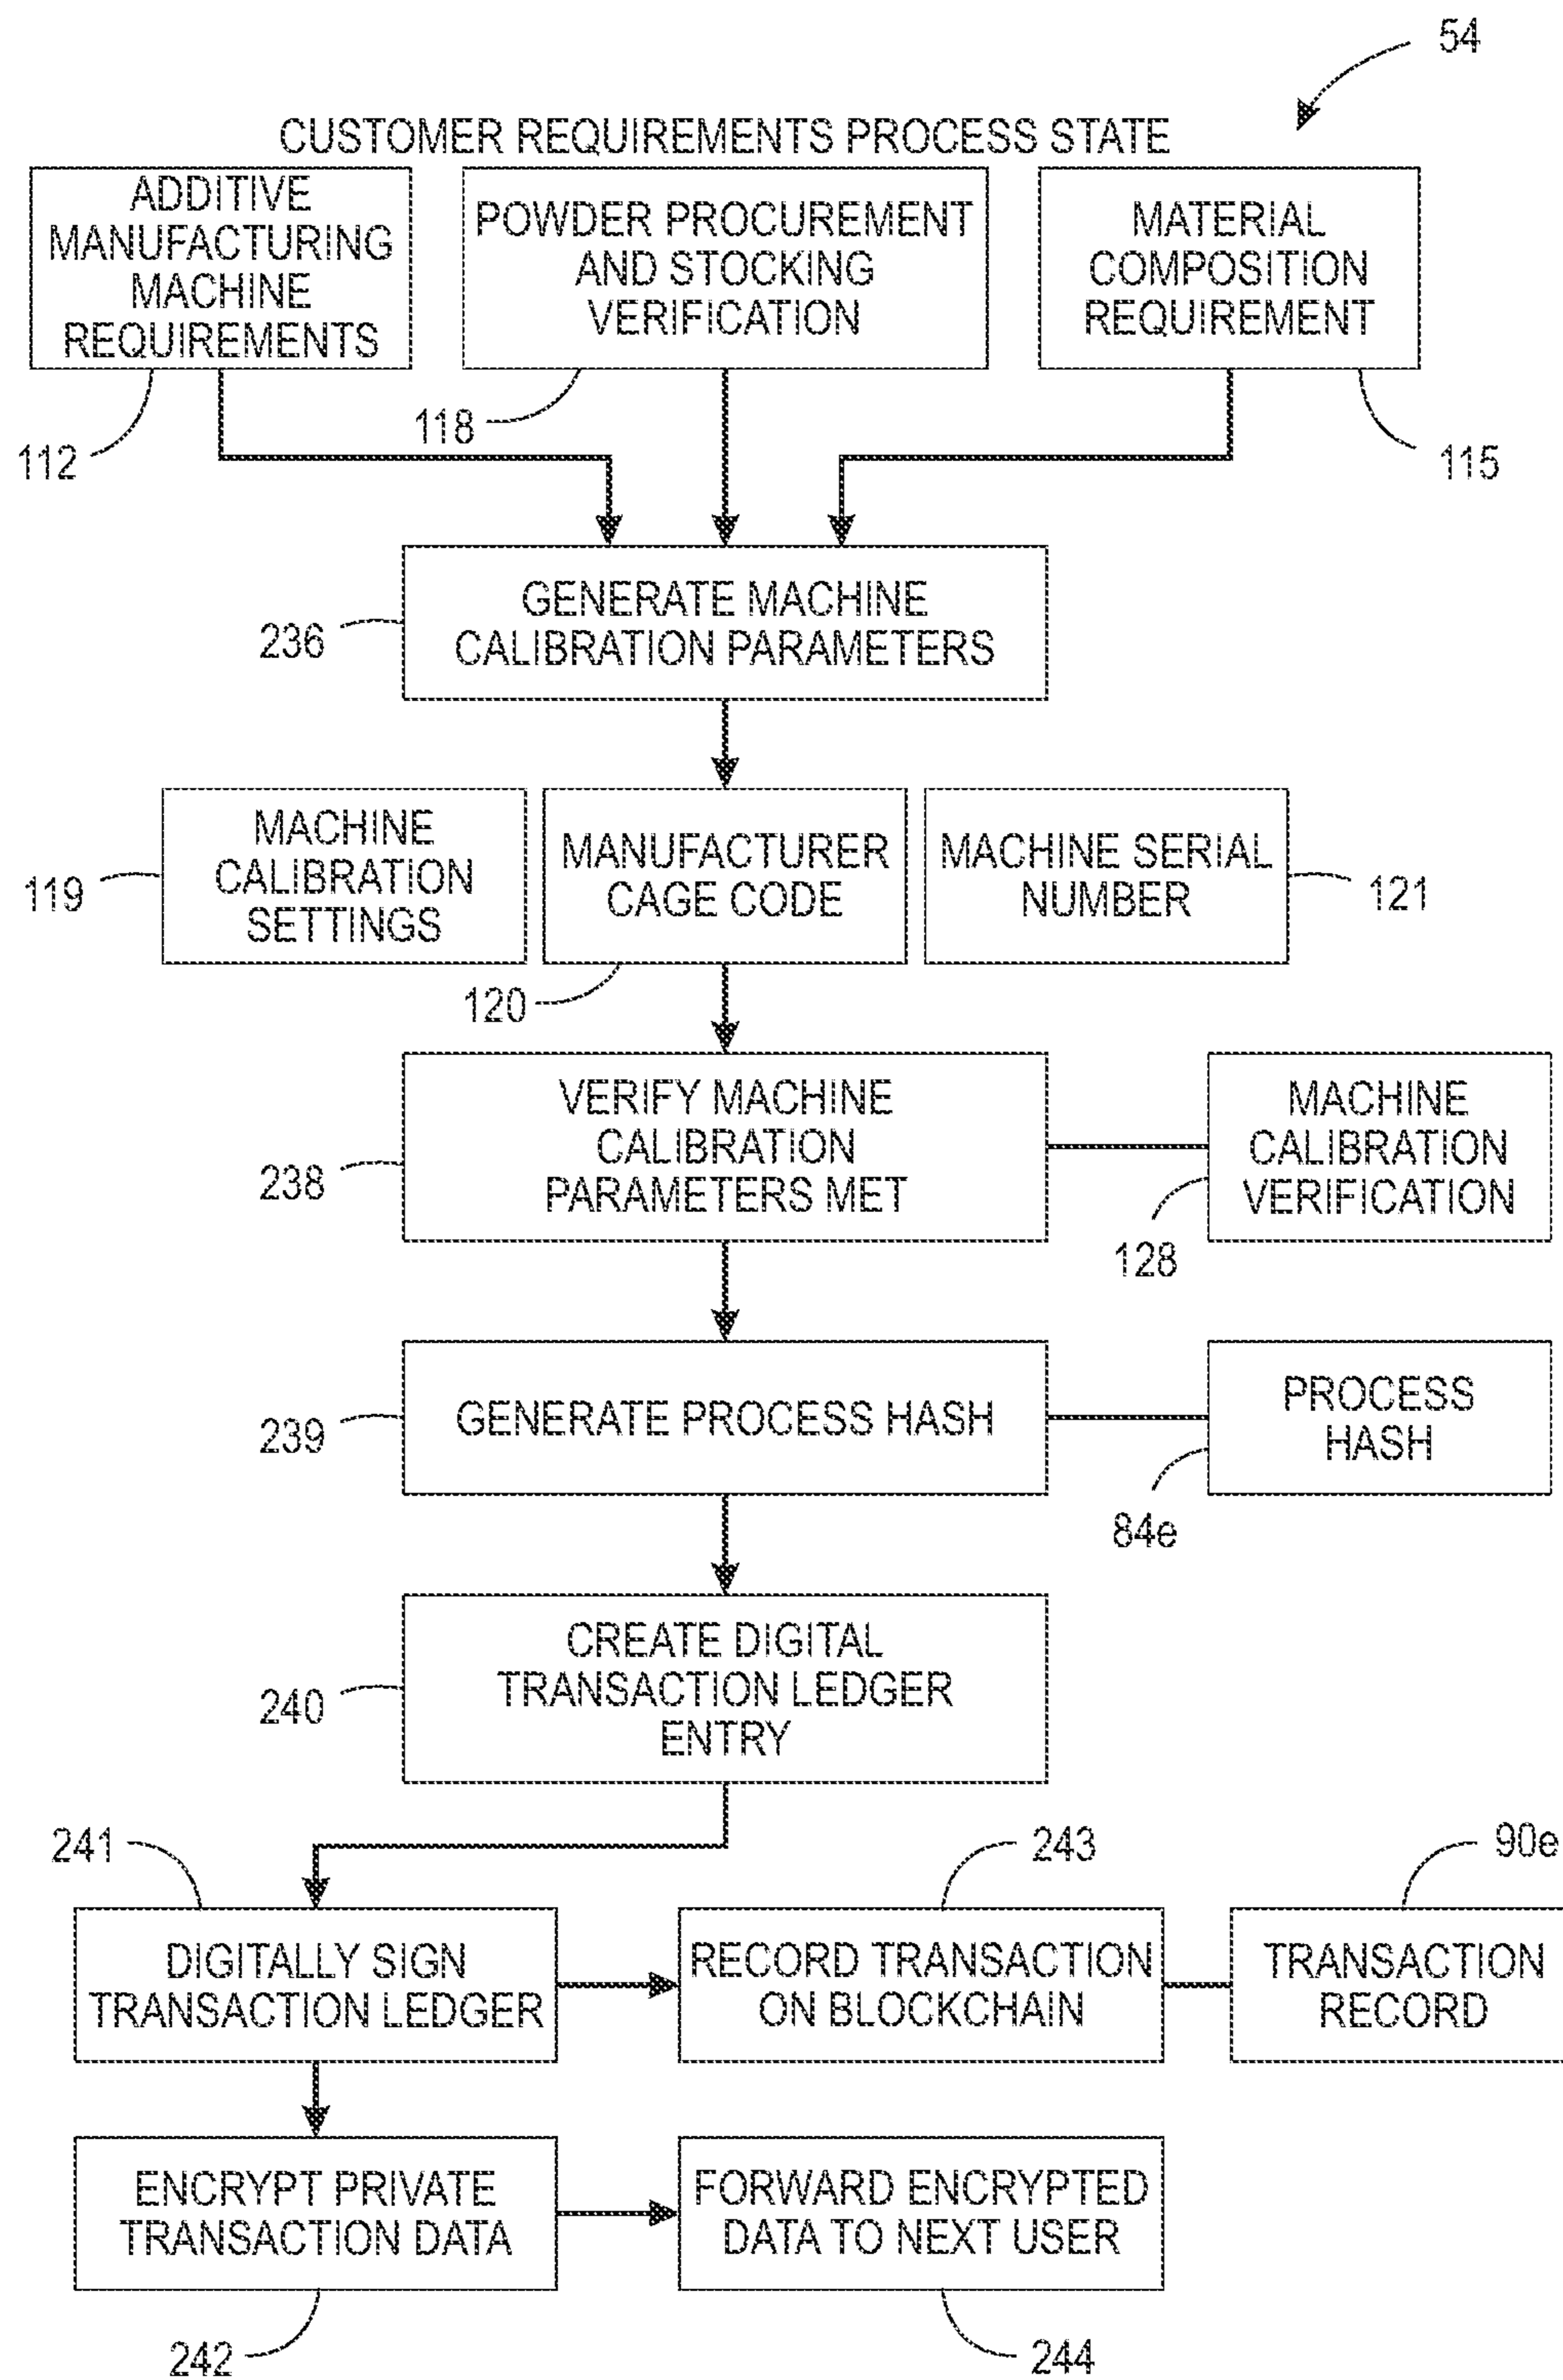 54
CUSTOMER REQUIREMENTS PROCESS STATE
ADDITIVE
MANUFACTURING
MACHINE
REQUIREMENTS
POWDER PROCUREMENT
AND STOCKING
VERIFICATION
MATERIAL
COMPOSITION
REQUIREMENT
112
118
115
GENERATE MACHINE
CALIBRATION PARAMETERS
236
MACHINE
CALIBRATION
SETTINGS
MANUFACTURER
CAGE CODE
MACHINE SERIAL
NUMBER
119
121
120
VERIFY MACHINE
CALIBRATION
PARAMETERS MET
238
MACHINE
CALIBRATION
VERIFICATION
128
239
GENERATE PROCESS HASH
PROCESS
HASH
84e
CREATE DIGITAL
TRANSACTION LEDGER
ENTRY
240
241
243
90e
DIGITALLY SIGN
TRANSACTION LEDGER
RECORD TRANSACTION
ON BLOCKCHAIN
TRANSACTION
RECORD
ENCRYPT PRIVATE
TRANSACTION DATA
FORWARD ENCRYPTED
DATA TO NEXT USER
242
244